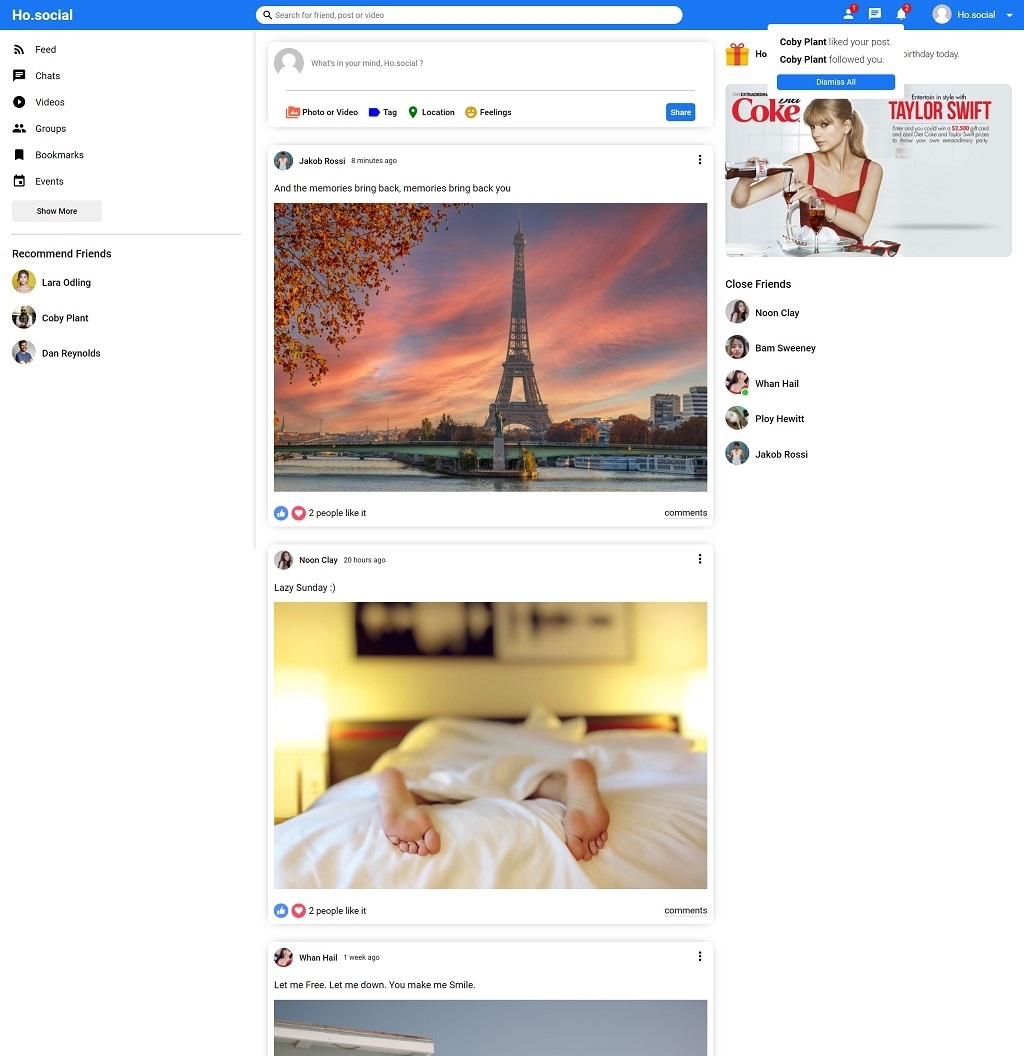 Ho.social
Search for friend, post or video
1
2
Ho.social
Feed
Chats
Videos
Groups
Bookmarks
Events
Show More
Recommend Friends
Lara Odling
Coby Plant
Dan Reynolds
What's in your mind, Ho.social ?
Photo or Video
Tag
Location
Feelings
Share
Jakob Rossi 8 minutes ago
And the memories bring back, memories bring back you
2 people like it
comments
Noon Clay 20 hours ago
Lazy Sunday :)
2 people like it
comments
Whan Hail 1 week ago
Let me Free. Let me down. You make me Smile.
Coby Plant liked your post.
Coby Plant followed you.
Dismiss All
Ho.
birthday today.
Diet
Coke
Entertain in style with
TAYLOR SWIFT
Enter and you could win a $2,500 gift card
and cool Diet Coke and Taylor Swift prizes
to throw your own extraordinary party.
Close Friends
Noon Clay
Bam Sweeney
Whan Hail
Ploy Hewitt
Jakob Rossi